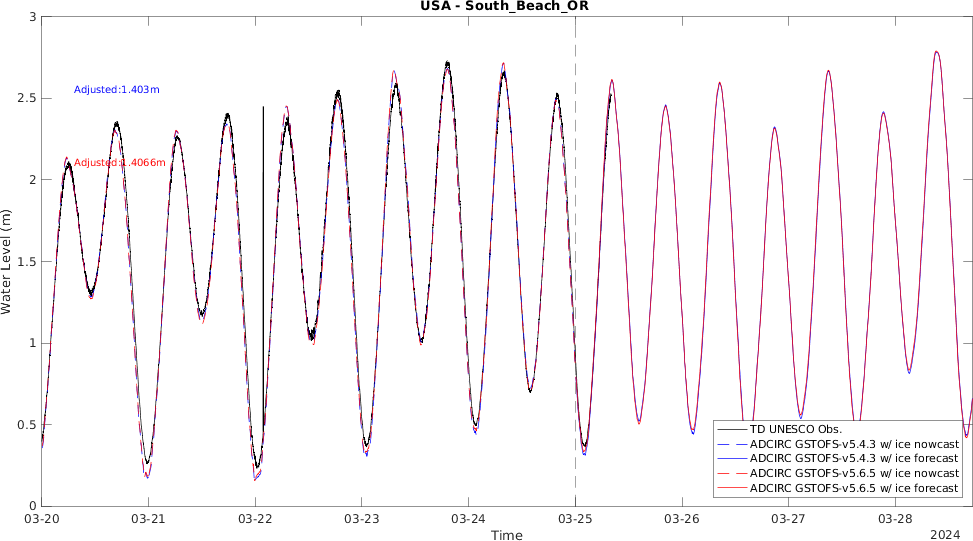 USA - South_Beach_OR
3
2.5
2
1.5
1
0.5
0
Water Level (m)
Adjusted:1.403m
Adjusted:1.4066m
TD UNESCO Obs.
ADCIRC GSTOFS-v5.4.3 w/ ice nowcast
ADCIRC GSTOFS-v5.4.3 w/ ice forecast
ADCIRC GSTOFS-v5.6.5 w/ ice nowcast
ADCIRC GSTOFS-v5.6.5 w/ ice forecast
03-20 03-21 03-22 03-23 03-24 03-25 03-26 03-27 03-28
Time
2024